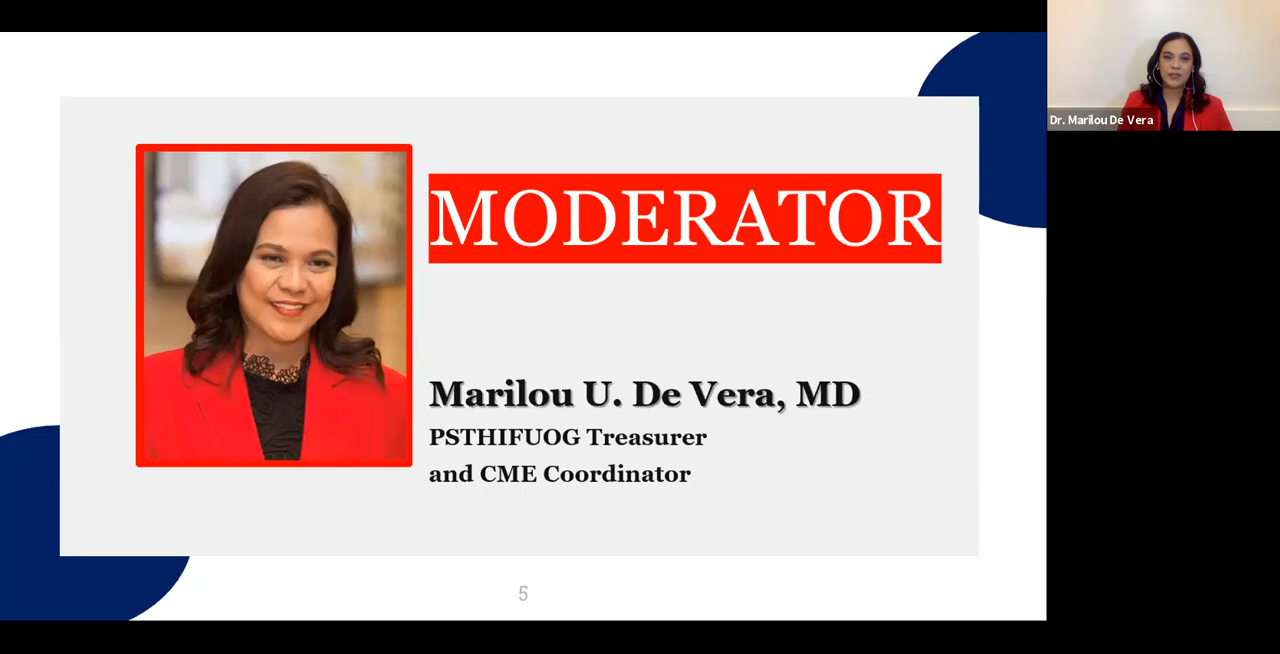 MODERATOR
Marilou U. De Vera, MD
PSTHIFUOG Treasurer
and CME Coordinator
5
Dr. Marilou De Vera